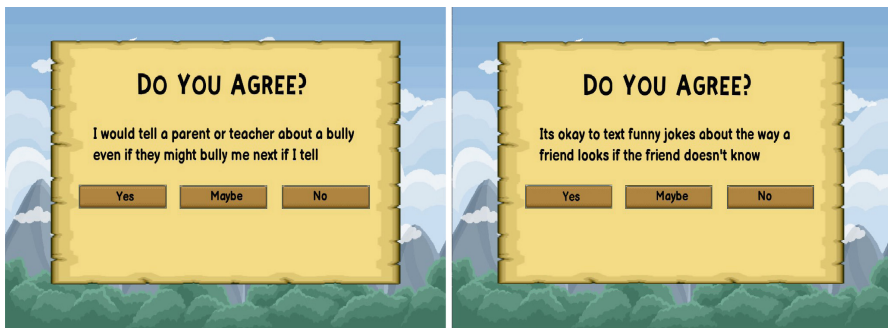 Do You Agree?
I would tell a parent or teacher about a bully
even if they might bully me next if I tell
Yes Maybe No
Do You Agree?
Its okay to text funny jokes about the way a
friend looks if the friend doesn't know
Yes Maybe No